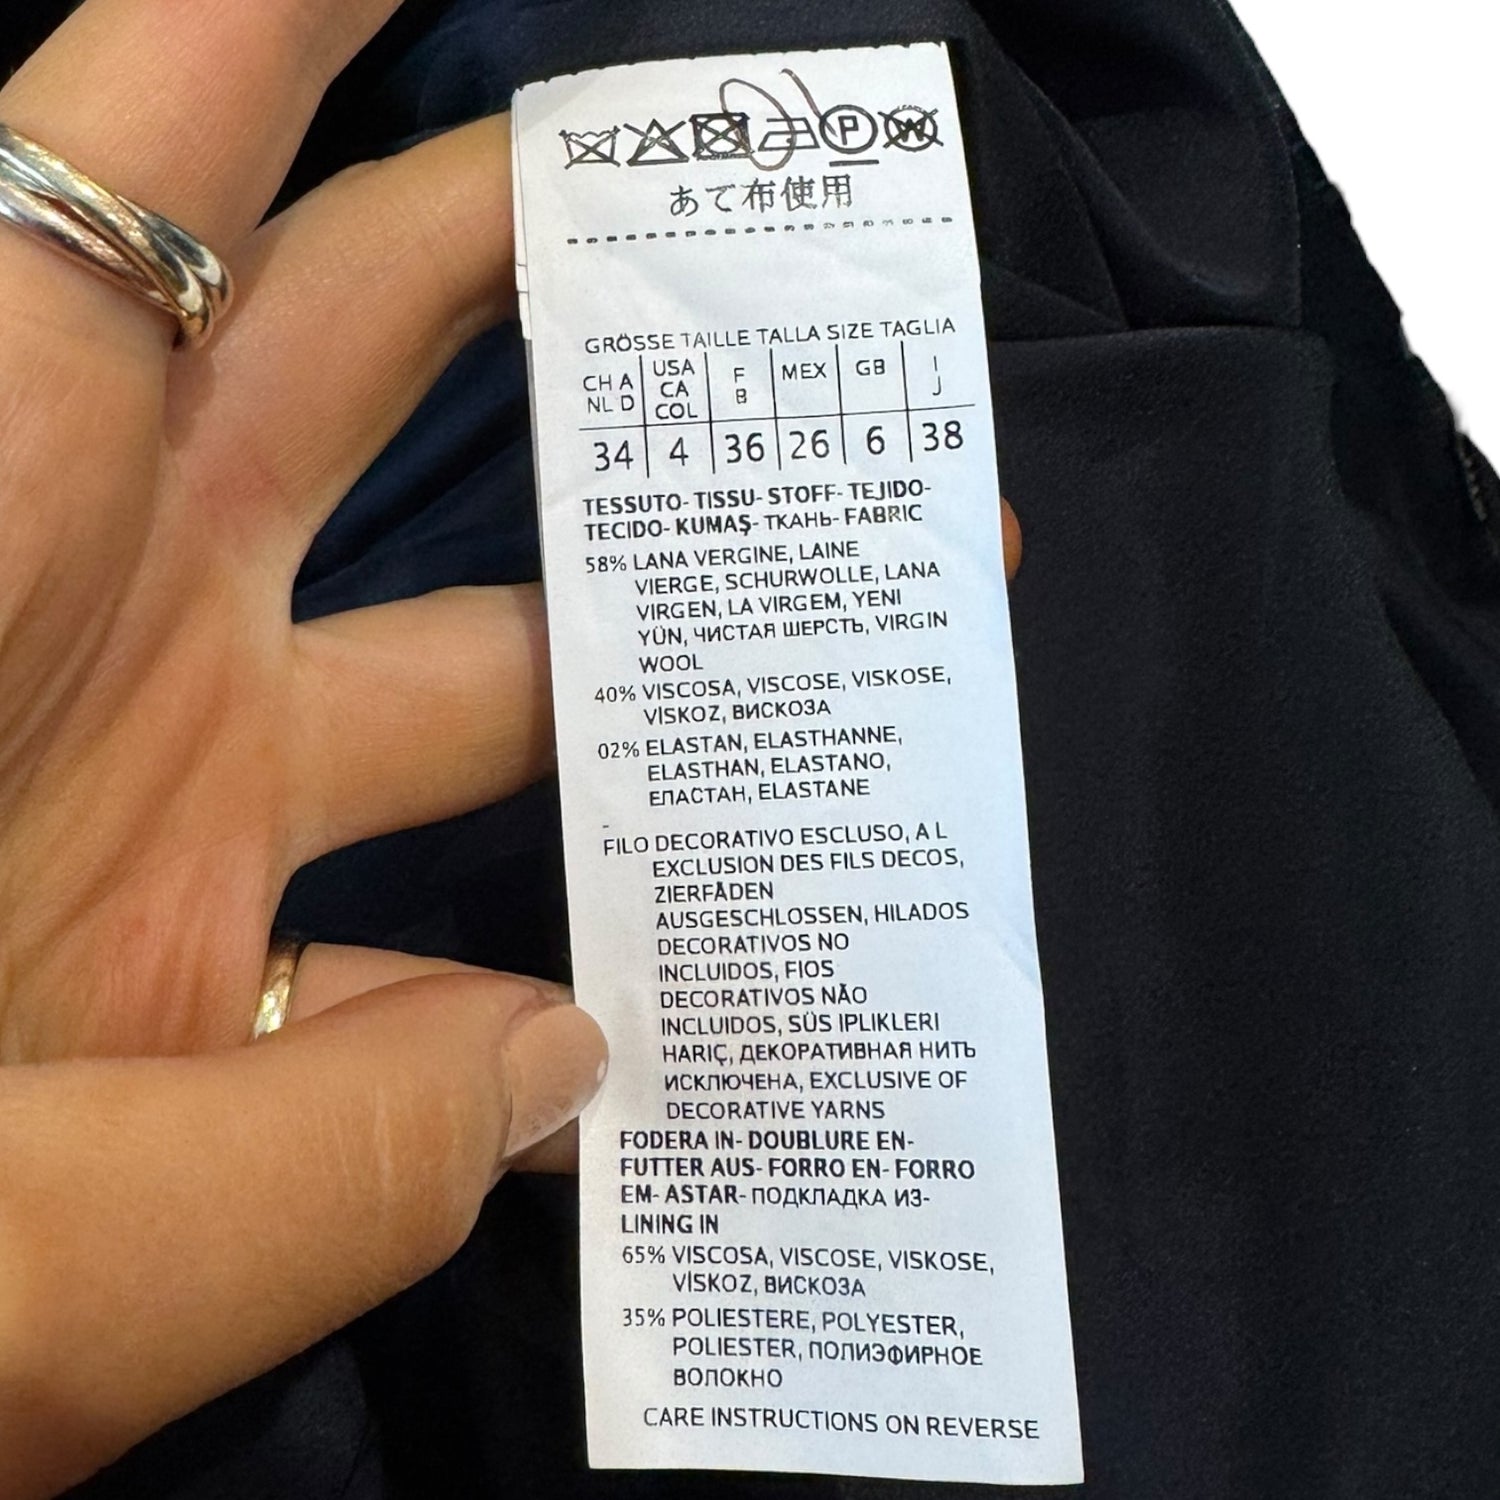 P W
あて布使用
GRÖSSE TAILLE TALLA SIZE TAGLIA
CH A NL D USA CA COL F B MEX GB I J
34 4 36 26 6 38
TESSUTO- TISSU- STOFF- TEJIDO-
TECIDO- KUMAŞ- ТКАНЬ- FABRIC
58% LANA VERGINE, LAINE
VIERGE, SCHURWOLLE, LANA
VIRGEN, LA VIRGEM, YENI
YÜN, ЧИСТАЯ ШЕРСТЬ, VIRGIN
WOOL
40% VISCOSA, VISCOSE, VISKOSE,
VİSKOZ, ВИСКОЗА
02% ELASTAN, ELASTHANNE,
ELASTHAN, ELASTANO,
ЕЛАСТАН, ELASTANE
-
FILO DECORATIVO ESCLUSO, A L
EXCLUSION DES FILS DECOS,
ZIERFÄDEN
AUSGESCHLOSSEN, HILADOS
DECORATIVOS NO
INCLUIDOS, FIOS
DECORATIVOS NÃO
INCLUIDOS, SÜS IPLIKLERI
HARIÇ, ДЕКОРАТИВНАЯ НИТЬ
ИСКЛЮЧЕНА, EXCLUSIVE OF
DECORATIVE YARNS
FODERA IN- DOUBLURE EN-
FUTTER AUS- FORRO EN- FORRO
EM- ASTAR- ПОДКЛАДКА ИЗ-
LINING IN
65% VISCOSA, VISCOSE, VISKOSE,
VİSKOZ, ВИСКОЗА
35% POLIESTERE, POLYESTER,
POLIESTER, ПОЛИЭФИРНОЕ
ВОЛОКНО
CARE INSTRUCTIONS ON REVERSE